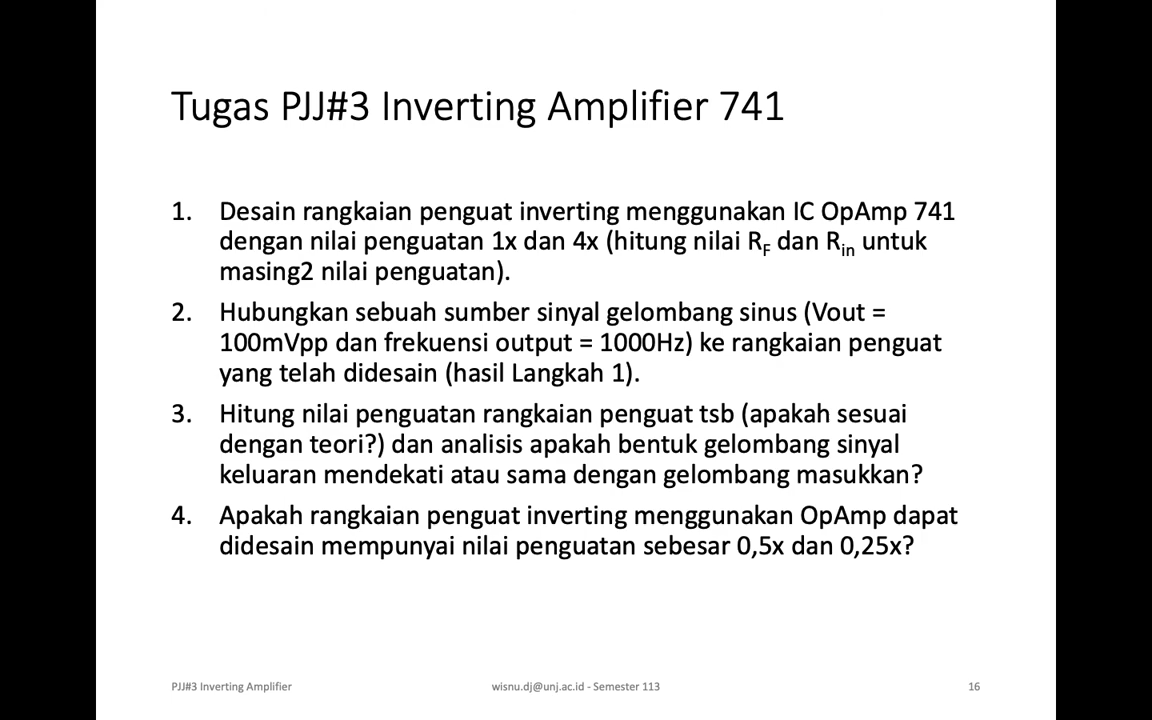 Tugas PJJ#3 Inverting Amplifier 741
1. Desain rangkaian penguat inverting menggunakan IC OpAmp 741
dengan nilai penguatan 1x dan 4x (hitung nilai RF dan Rin untuk
masing2 nilai penguatan).
2. Hubungkan sebuah sumber sinyal gelombang sinus (Vout =
100mVpp dan frekuensi output = 1000Hz) ke rangkaian penguat
yang telah didesain (hasil Langkah 1).
3. Hitung nilai penguatan rangkaian penguat tsb (apakah sesuai
dengan teori?) dan analisis apakah bentuk gelombang sinyal
keluaran mendekati atau sama dengan gelombang masukkan?
4. Apakah rangkaian penguat inverting menggunakan OpAmp dapat
didesain mempunyai nilai penguatan sebesar 0,5x dan 0,25x?
PJJ#3 Inverting Amplifier
wisnu.dj@unj.ac.id - Semester 113
16